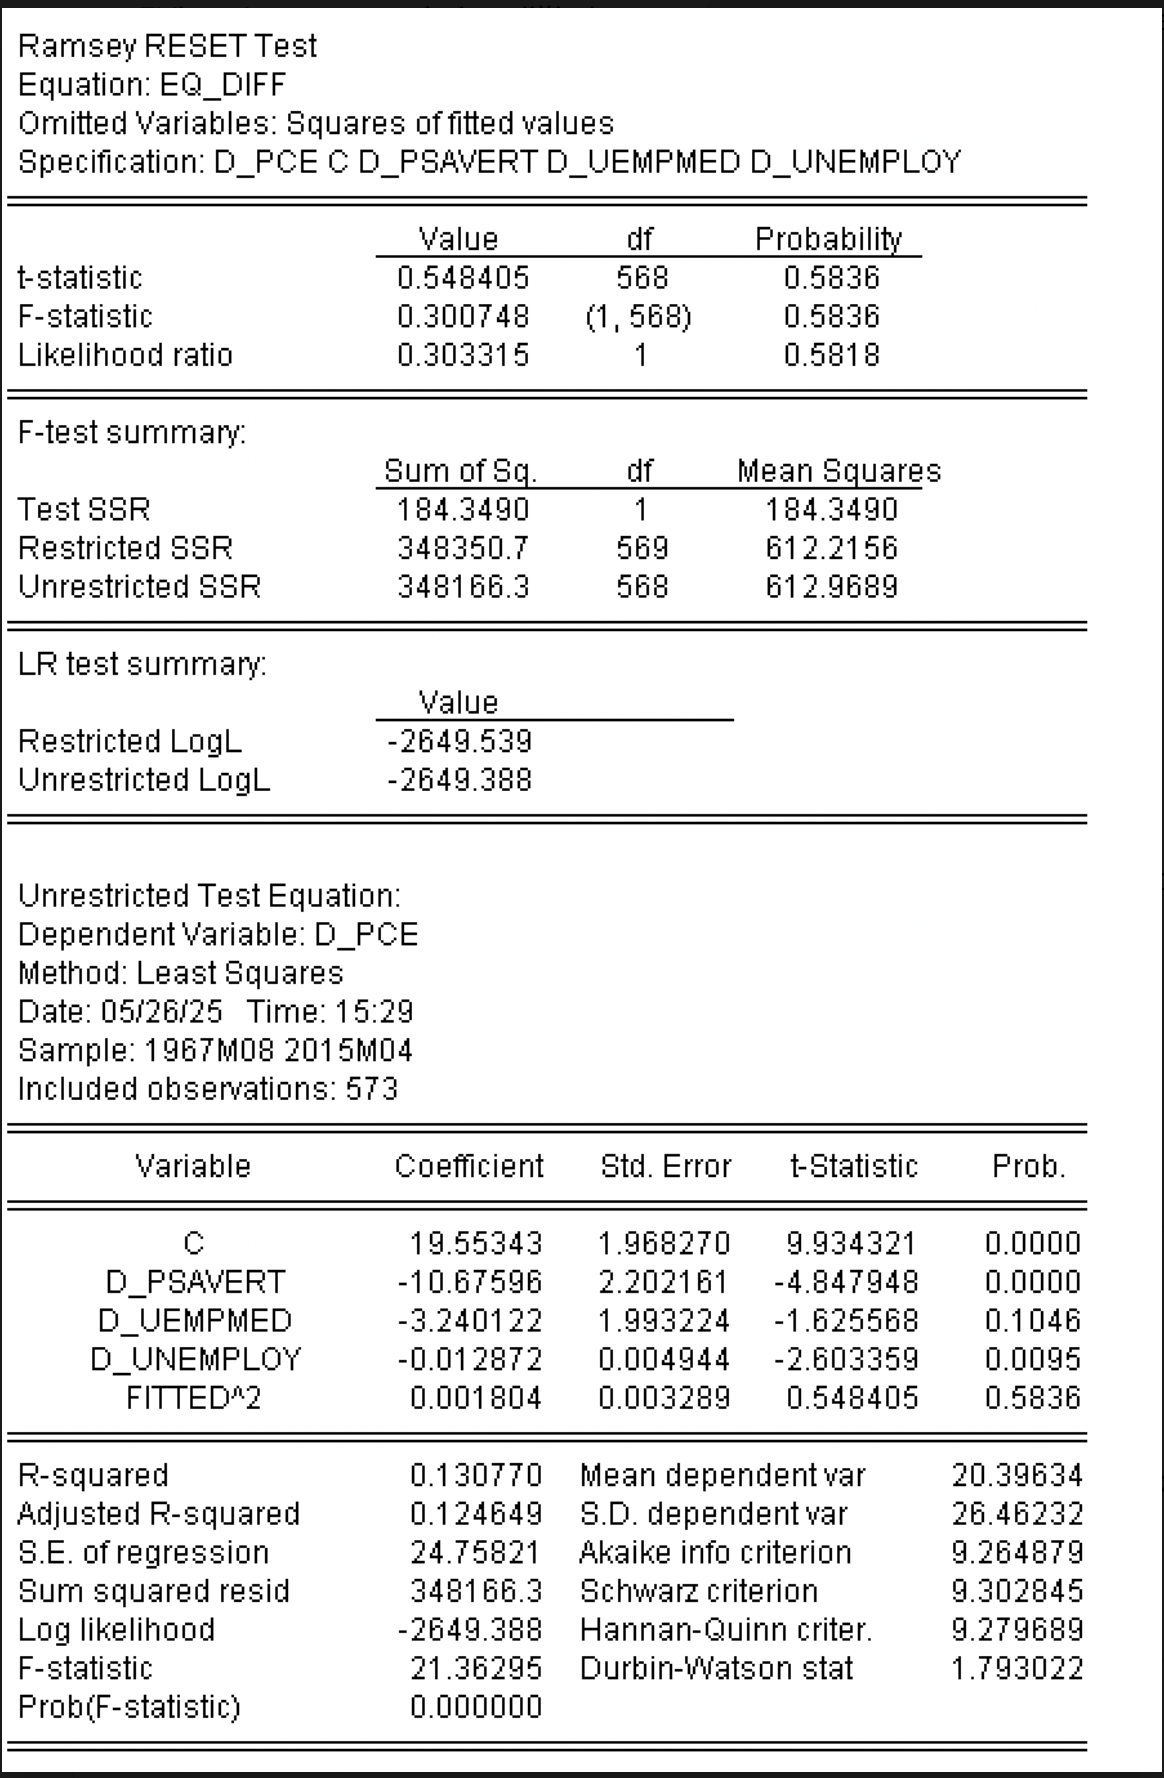 Ramsey RESET Test
Equation: EQ_DIFF
Omitted Variables: Squares of fitted values
Specification: D_PCE C D_PSAVERT D_UEMPMED D_UNEMPLOY
Value df Probability
t-statistic 0.548405 568 0.5836
F-statistic 0.300748 (1, 568) 0.5836
Likelihood ratio 0.303315 1 0.5818
F-test summary:
Sum of Sq. df Mean Squares
Test SSR 184.3490 1 184.3490
Restricted SSR 348350.7 569 612.2156
Unrestricted SSR 348166.3 568 612.9689
LR test summary:
Value
Restricted LogL -2649.539
Unrestricted LogL -2649.388
Unrestricted Test Equation:
Dependent Variable: D_PCE
Method: Least Squares
Date: 05/26/25 Time: 15:29
Sample: 1967M08 2015M04
Included observations: 573
Variable Coefficient Std. Error t-Statistic Prob.
C 19.55343 1.968270 9.934321 0.0000
D_PSAVERT -10.67596 2.202161 -4.847948 0.0000
D_UEMPMED -3.240122 1.993224 -1.625568 0.1046
D_UNEMPLOY -0.012872 0.004944 -2.603359 0.0095
FITTED^2 0.001804 0.003289 0.548405 0.5836
R-squared 0.130770 Mean dependent var 20.39634
Adjusted R-squared 0.124649 S.D. dependent var 26.46232
S.E. of regression 24.75821 Akaike info criterion 9.264879
Sum squared resid 348166.3 Schwarz criterion 9.302845
Log likelihood -2649.388 Hannan-Quinn criter. 9.279689
F-statistic 21.36295 Durbin-Watson stat 1.793022
Prob(F-statistic) 0.000000